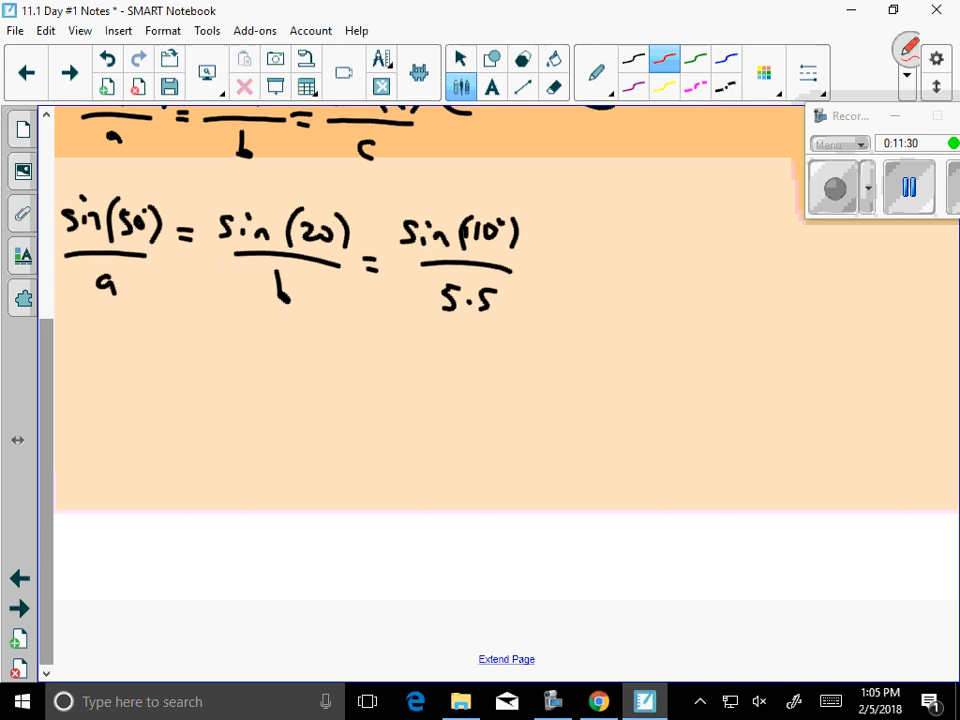 11.1 Day #1 Notes * - SMART Notebook
File Edit View Insert Format Tools Add-ons Account Help
Recor...
Menu 0:11:30
a = b = c
sin(50°) = sin(20) = sin(110°)
a b 5.5
Extend Page
Type here to search
1:05 PM
2/5/2018
1